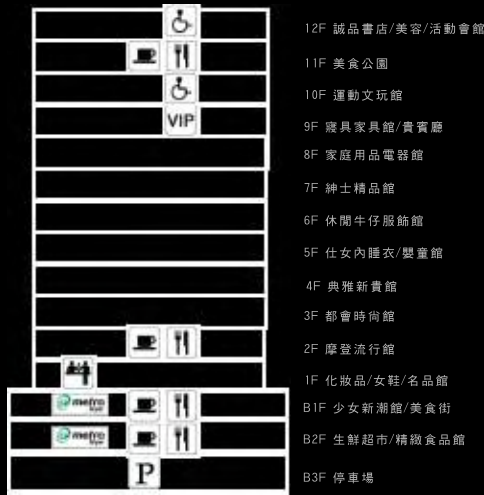 12F 誠品書店/美容/活動會館
11F 美食公園
10F 運動文玩館
VIP
9F 寢具家具館/貴賓廳
8F 家庭用品電器館
7F 紳士精品館
6F 休閒牛仔服飾館
5F 仕女內睡衣/嬰童館
4F 典雅新貴館
3F 都會時尚館
2F 摩登流行館
1F 化妝品/女鞋/名品館
metro
B1F 少女新潮館/美食街
metro
B2F 生鮮超市/精緻食品館
P
B3F 停車場